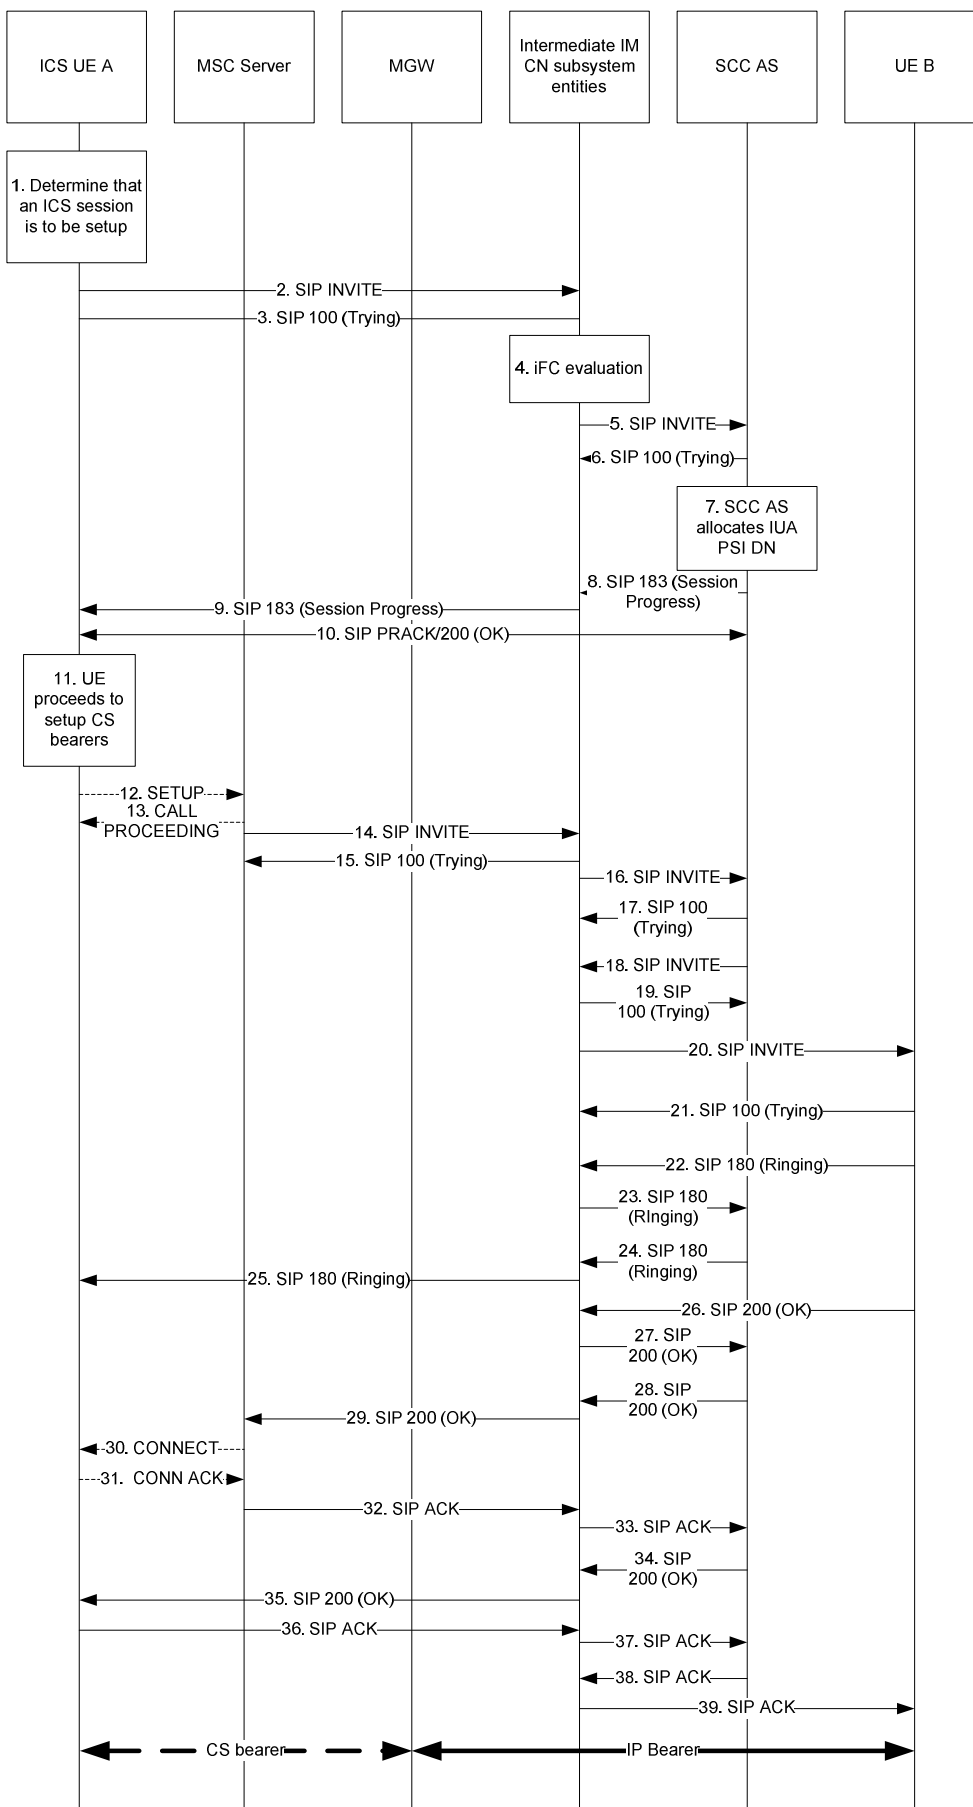 ICS UE A
MSC Server
MGW
Intermediate IM
CN subsystem
entities
SCC AS
UE B
1. Determine that
an ICS session
is to be setup
2. SIP INVITE
3. SIP 100 (Trying)
4. iFC evaluation
5. SIP INVITE
6. SIP 100 (Trying)
7. SCC AS
allocates IUA
PSI DN
8. SIP 183 (Session
Progress)
9. SIP 183 (Session Progress)
10. SIP PRACK/200 (OK)
11. UE
proceeds to
setup CS
bearers
12. SETUP
13. CALL
PROCEEDING
14. SIP INVITE
15. SIP 100 (Trying)
16. SIP INVITE
17. SIP 100
(Trying)
18. SIP INVITE
19. SIP
100 (Trying)
20. SIP INVITE
21. SIP 100 (Trying)
22. SIP 180 (Ringing)
23. SIP 180
(RInging)
24. SIP 180
(Ringing)
25. SIP 180 (Ringing)
26. SIP 200 (OK)
27. SIP
200 (OK)
28. SIP
200 (OK)
29. SIP 200 (OK)
30. CONNECT
31. CONN ACK
32. SIP ACK
33. SIP ACK
34. SIP
200 (OK)
35. SIP 200 (OK)
36. SIP ACK
37. SIP ACK
38. SIP ACK
39. SIP ACK
CS bearer
IP Bearer